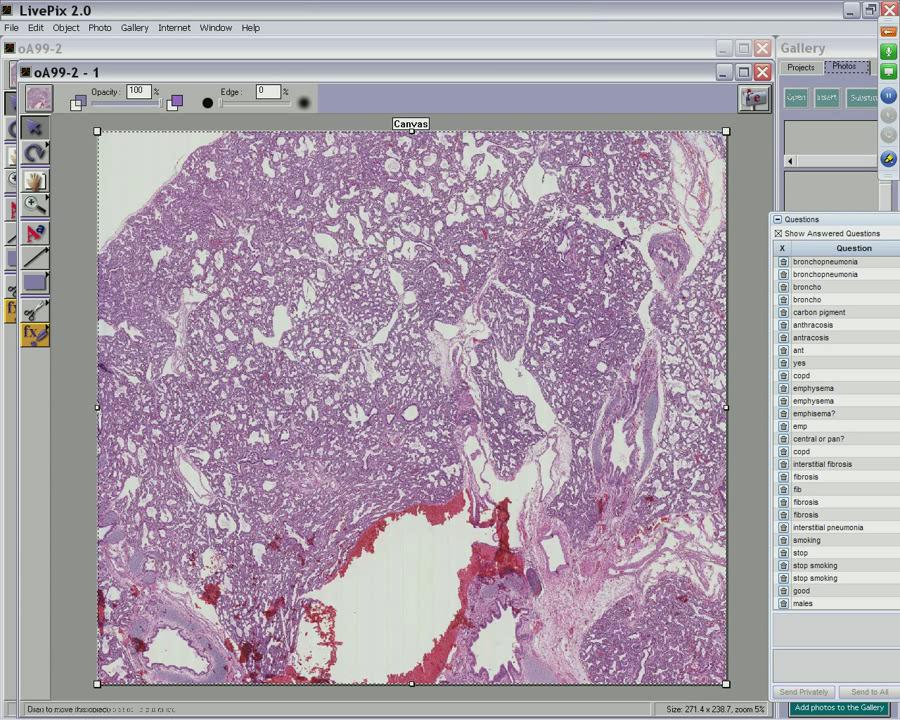 LivePix 2.0
File Edit Object Photo Gallery Internet Window Help
oA99-2
Gallery
oA99-2 - 1
Projects Photos
Opacity: 100 % Edge: 0 %
Open Insert
Canvas
Questions
Show Answered Questions
X Question
bronchopneumonia
bronchopneumonia
broncho
broncho
carbon pigment
anthracosis
antracosis
ant
yes
copd
emphysema
emphysema
emphisema?
emp
central or pan?
copd
interstitial fibrosis
fibrosis
fib
fibrosis
fibrosis
interstitial pneumonia
smoking
stop
stop smoking
stop smoking
good
males
Send Privately Send to All
Size: 271.4 x 238.7, zoom 5%
Add photos to the Gallery